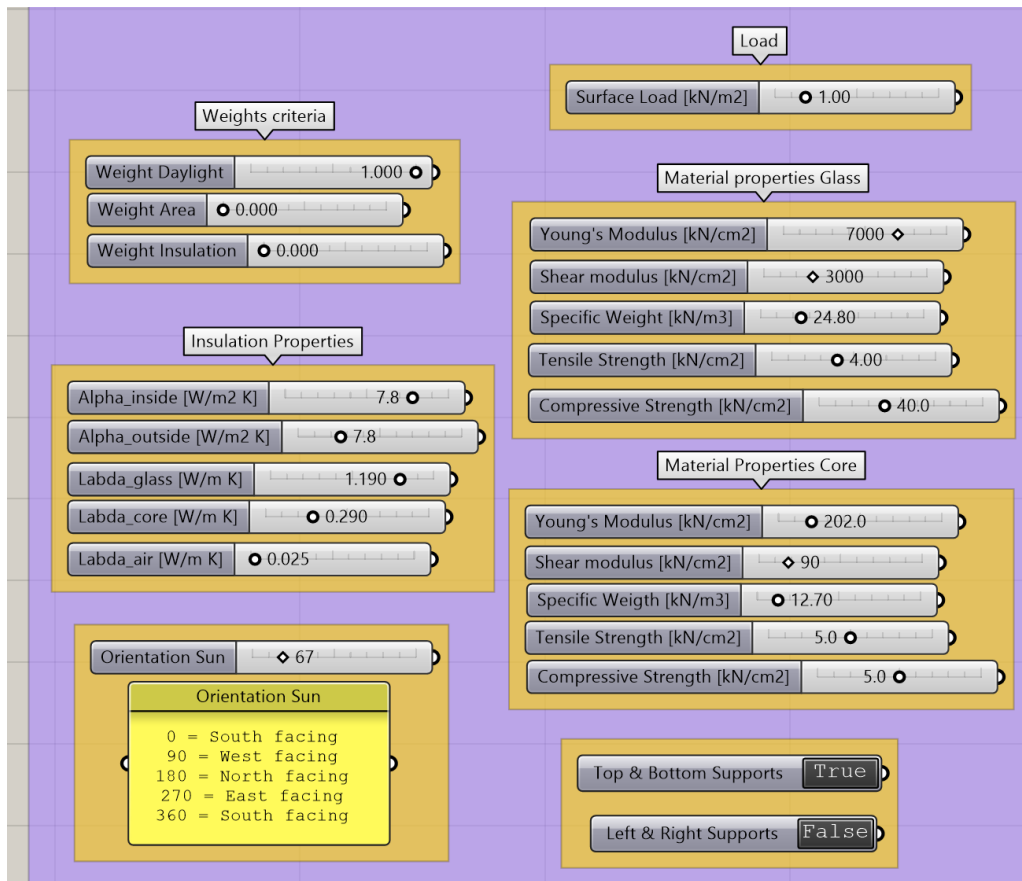 Weights criteria
Weight Daylight 1.000
Weight Area 0.000
Weight Insulation 0.000
Insulation Properties
Alpha_inside [W/m2 K] 7.8
Alpha_outside [W/m2 K] 7.8
Labda_glass [W/m K] 1.190
Labda_core [W/m K] 0.290
Labda_air [W/m K] 0.025
Orientation Sun 67
Orientation Sun
0 = South facing
90 = West facing
180 = North facing
270 = East facing
360 = South facing
Load
Surface Load [kN/m2] 1.00
Material properties Glass
Young's Modulus [kN/cm2] 7000
Shear modulus [kN/cm2] 3000
Specific Weight [kN/m3] 24.80
Tensile Strength [kN/cm2] 4.00
Compressive Strength [kN/cm2] 40.0
Material Properties Core
Young's Modulus [kN/cm2] 202.0
Shear modulus [kN/cm2] 90
Specific Weigth [kN/m3] 12.70
Tensile Strength [kN/cm2] 5.0
Compressive Strength [kN/cm2] 5.0
Top & Bottom Supports True
Left & Right Supports False